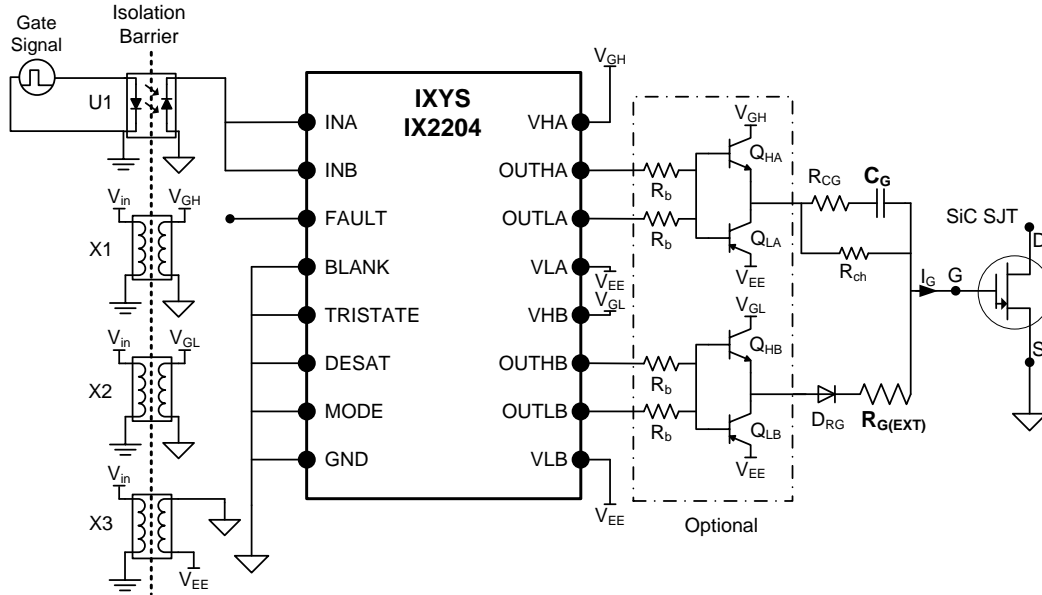 Gate
Signal
Isolation
Barrier
U1
V_in
V_GH
X1
V_in
V_GL
X2
V_in
X3
V_EE
IXYS
IX2204
INA
INB
FAULT
BLANK
TRISTATE
DESAT
MODE
GND
VHA
OUTHA
OUTLA
VLA
VHB
OUTHB
OUTLB
VLB
V_GH
V_EE
V_GL
V_EE
R_b
R_b
R_b
R_b
V_GH
Q_HA
Q_LA
V_EE
V_GL
Q_HB
Q_LB
V_EE
Optional
R_CG
C_G
R_ch
D_RG
R_G(EXT)
I_G
G
SiC SJT
D
S